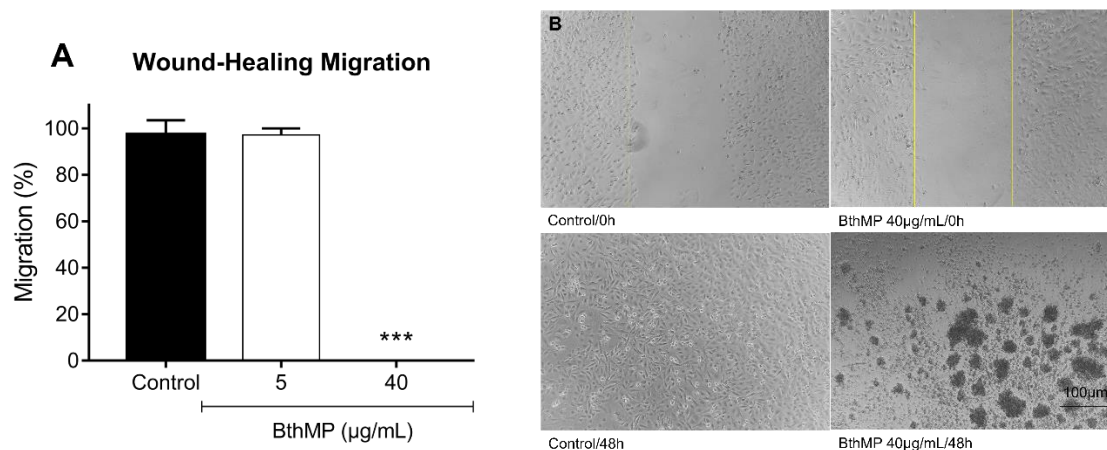 A
Wound-Healing Migration
Migration (%)
100
80
60
40
20
0
***
Control 5 40
BthMP (µg/mL)
B
Control/0h
BthMP 40µg/mL/0h
100µm
Control/48h
BthMP 40µg/mL/48h